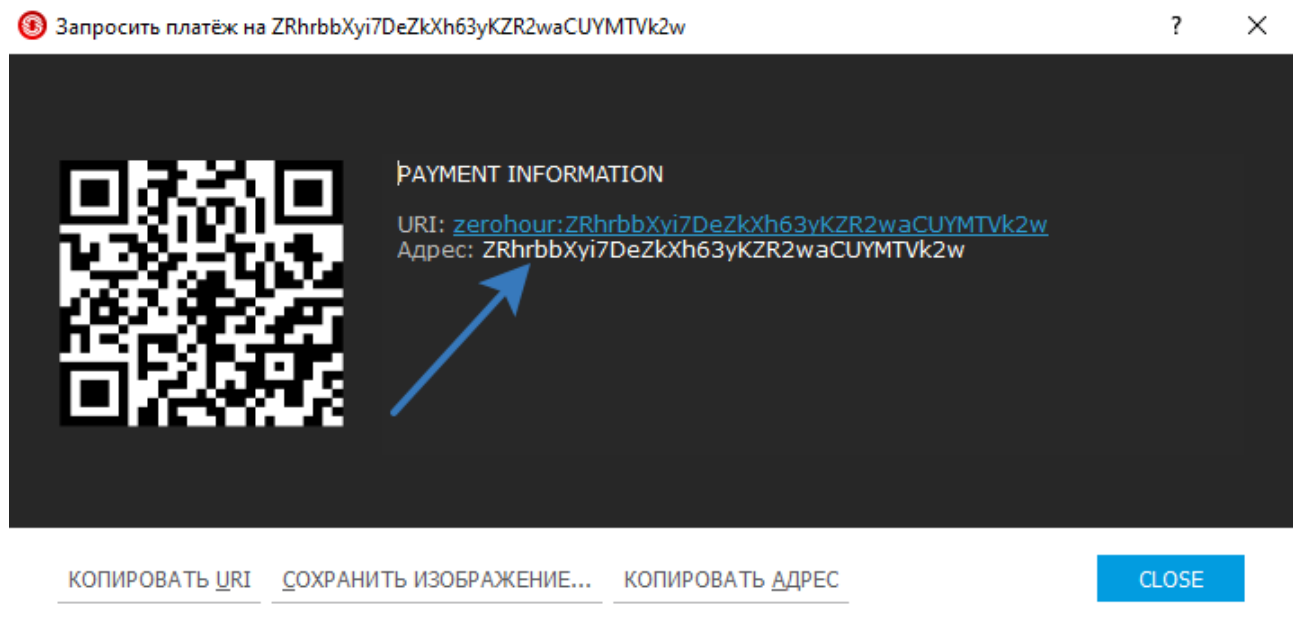 Запросить платёж на ZRhrbbXyi7DeZkXh63yKZR2waCUYMTVk2w
?
PAYMENT INFORMATION
URI: zerohour:ZRhrbbXyi7DeZkXh63yKZR2waCUYMTVk2w
Адрес: ZRhrbbXyi7DeZkXh63yKZR2waCUYMTVk2w
КОПИРОВАТЬ URI СОХРАНИТЬ ИЗОБРАЖЕНИЕ... КОПИРОВАТЬ АДРЕС CLOSE